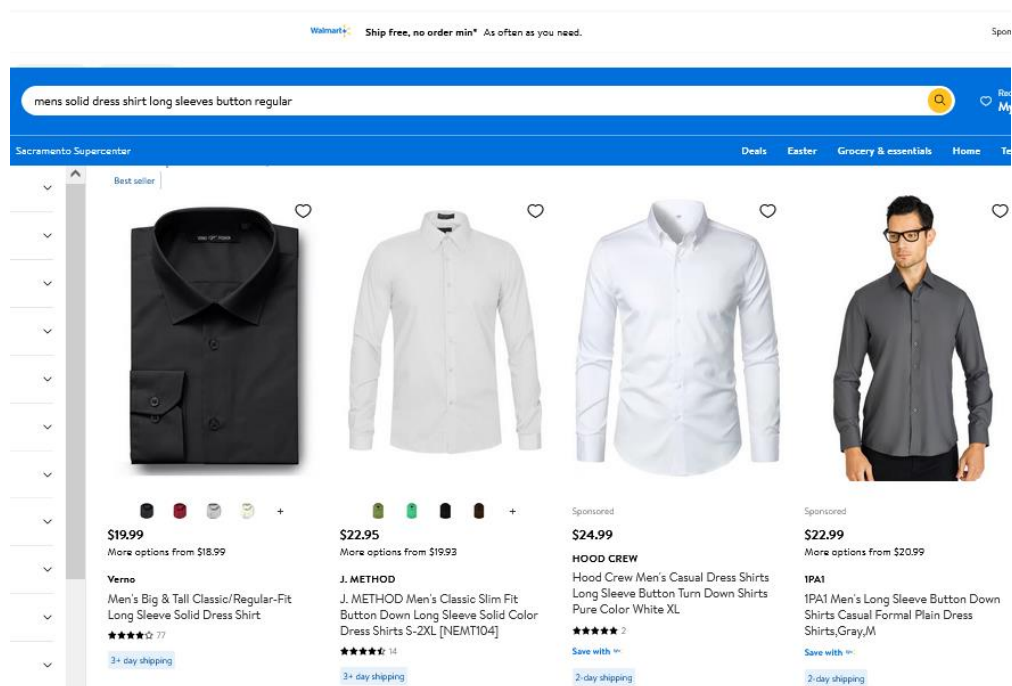 Walmart
Ship free, no order min* As often as you need.
Spon
mens solid dress shirt long sleeves button regular
Reo
My
Sacramento Supercenter
Deals
Easter
Grocery & essentials
Home
Te
Best seller
+
+
$19.99
More options from $18.99
Verno
Men's Big & Tall Classic/Regular-Fit
Long Sleeve Solid Dress Shirt
77
3+ day shipping
$22.95
More options from $19.93
J. METHOD
J. METHOD Men's Classic Slim Fit
Button Down Long Sleeve Solid Color
Dress Shirts S-2XL [NEMT104]
14
3+ day shipping
Sponsored
$24.99
HOOD CREW
Hood Crew Men's Casual Dress Shirts
Long Sleeve Button Turn Down Shirts
Pure Color White XL
2
Save with
2-day shipping
Sponsored
$22.99
More options from $20.99
1PA1
1PA1 Men's Long Sleeve Button Down
Shirts Casual Formal Plain Dress
Shirts,Gray,M
Save with
2-day shipping